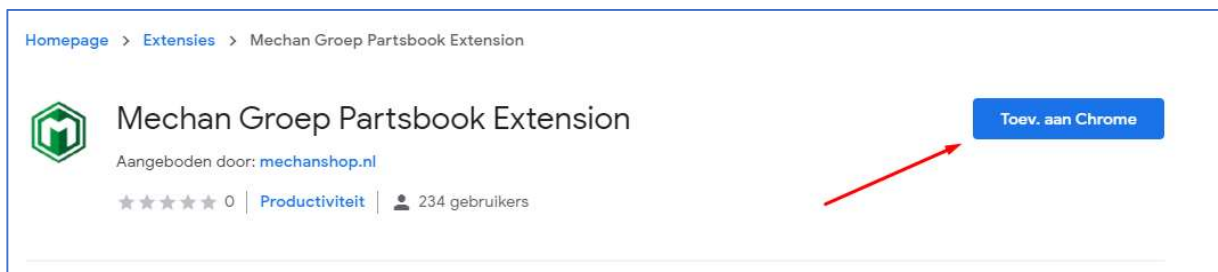 Homepage > Extensies > Mechan Groep Partsbook Extension
Mechan Groep Partsbook Extension
Toev. aan Chrome
Aangeboden door: mechanshop.nl
★★★★★ 0 | Productiviteit | 234 gebruikers